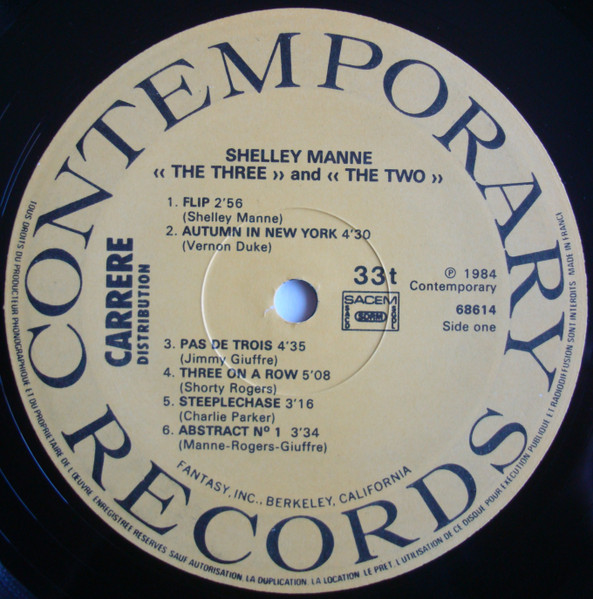 CONTEMPORARY
RECORDS
SHELLEY MANNE
‹‹ THE THREE ›› and ‹‹ THE TWO ››
1. FLIP 2'56
(Shelley Manne)
2. AUTUMN IN NEW YORK 4'30
(Vernon Duke)
CARRERE
DISTRIBUTION
33t
SACEM
SACD
SDRM
SGDL
℗ 1984
Contemporary
68614
Side one
3. PAS DE TROIS 4'35
(Jimmy Giuffre)
4. THREE ON A ROW 5'08
(Shorty Rogers)
5. STEEPLECHASE 3'16
(Charlie Parker)
6. ABSTRACT Nº 1 3'34
(Manne-Rogers-Giuffre)
FANTASY, INC., BERKELEY, CALIFORNIA
TOUS DROITS DU PRODUCTEUR PHONOGRAPHIQUE ET DU PROPRIETAIRE DE L'ŒUVRE ENREGISTREE RESERVES SAUF AUTORISATION. LA DUPLICATION. LA LOCATION. LE PRET. L'UTILISATION DE CE DISQUE POUR EXECUTION PUBLIQUE ET RADIODIFFUSION SONT INTERDITS MADE IN FRANCE